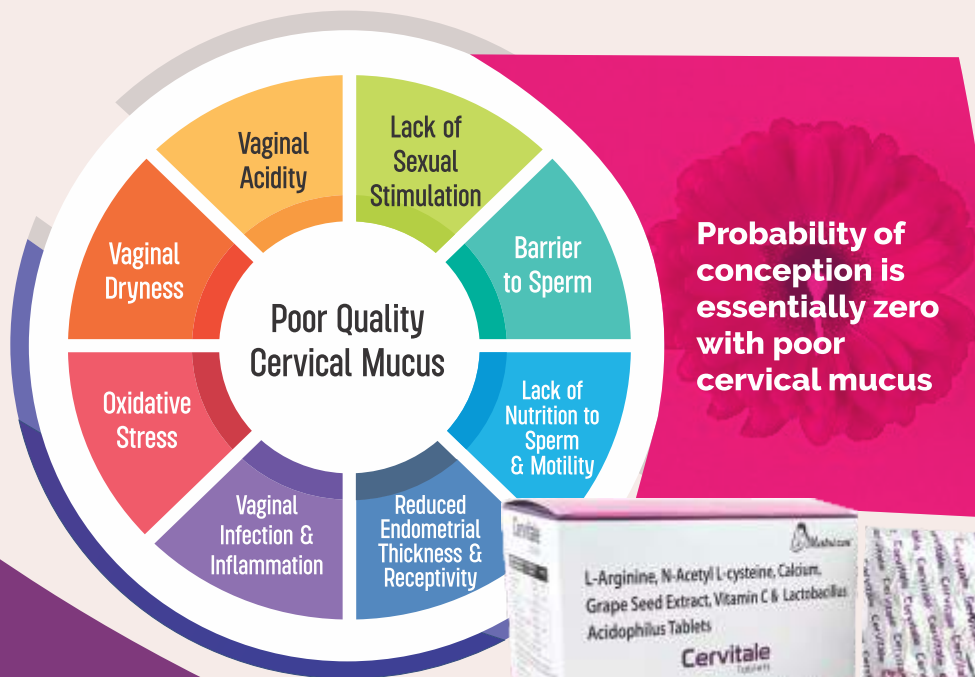 Lack of
Sexual
Stimulation
Barrier
to Sperm
Lack of
Nutrition to
Sperm
& Motility
Reduced
Endometrial
Thickness &
Receptivity
Vaginal
Infection &
Inflammation
Oxidative
Stress
Vaginal
Dryness
Vaginal
Acidity
Poor Quality
Cervical Mucus
Probability of
conception is
essentially zero
with poor
cervical mucus
Cervitale
L-Arginine, N-Acetyl L-cysteine, Calcium,
Grape Seed Extract, Vitamin C & Lactobacillus
Acidophilus Tablets
Cervitale
Tablets